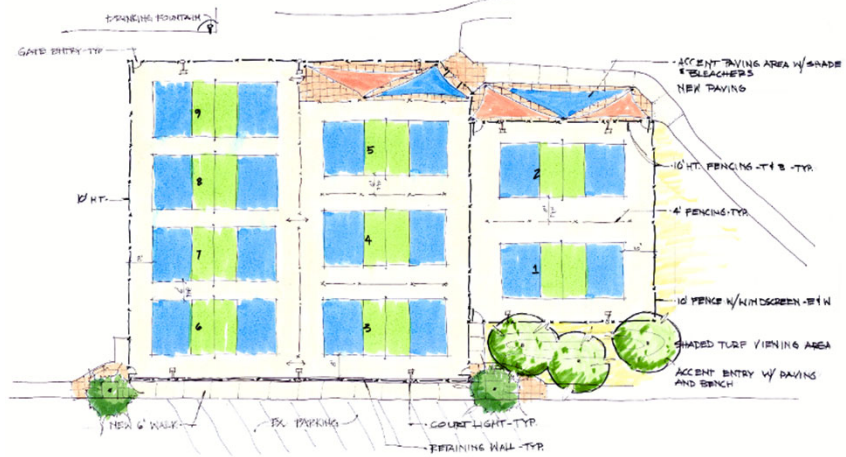 DRINKING FOUNTAIN
GATE ENTRY-TYP
ACCENT PAVING AREA W/SHADE
& BLEACHERS
NEW PAVING
9
5
2
10' HT. FENCING-T & B-TYP.
8
10' HT.
4' FENCING-TYP.
4
7
1
10' FENCE W/WINDSCREEN-E&W
6
3
SHADED TURF VIEWING AREA
ACCENT ENTRY W/ PAVING
AND BENCH
NEW 6' WALK
EX. PARKING
COURT LIGHT-TYP.
RETAINING WALL-TYP.